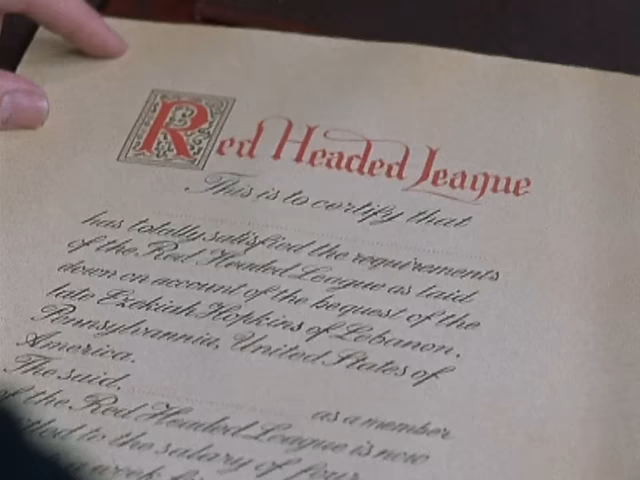 Red Headed League
This is to certify that
has totally satisfied the requirements
of the Red Headed League as laid
down on account of the bequest of the
late Ezekiah Hopkins of Lebanon.
Pennsylvannia, United States of
America.
The said, as a member
of the Red Headed League is now
to the salary of four
a week